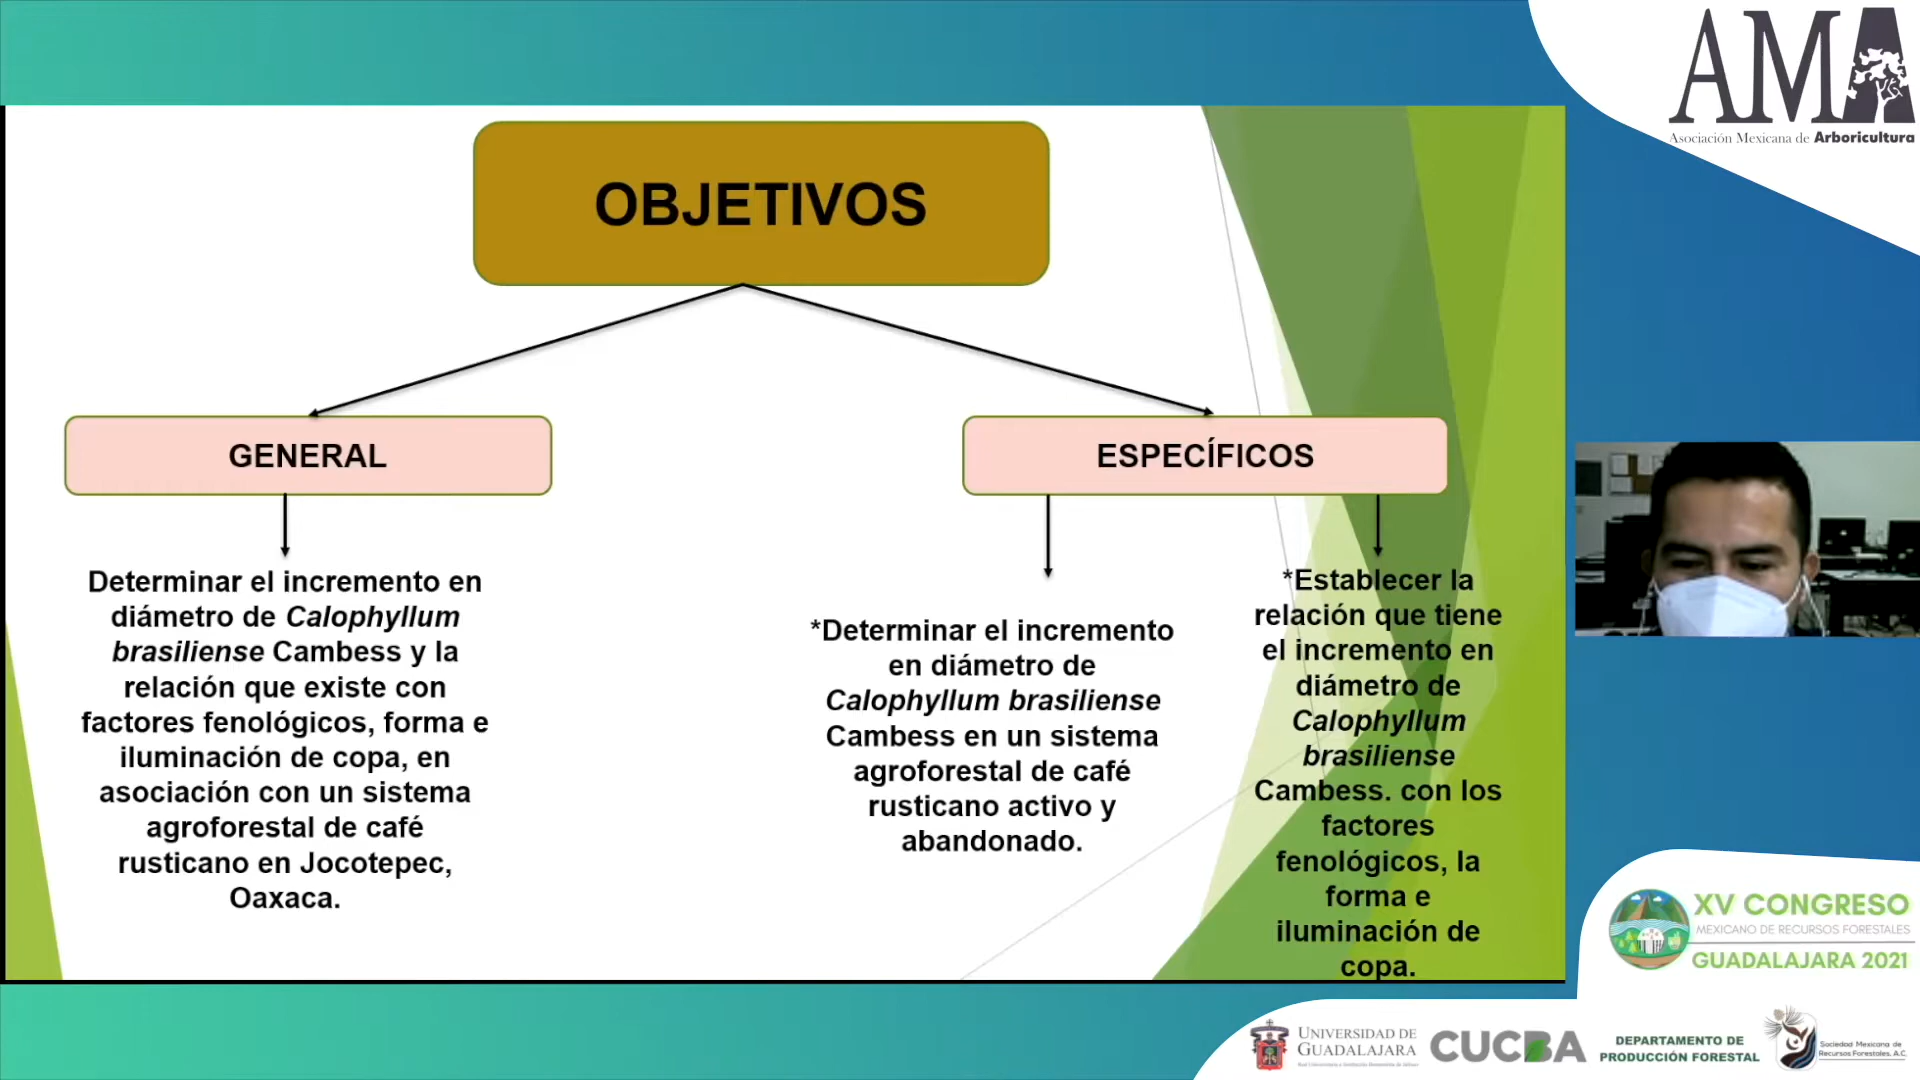 AMA
Asociación Mexicana de Arboricultura
OBJETIVOS
GENERAL
Determinar el incremento en
diámetro de Calophyllum
brasiliense Cambess y la
relación que existe con
factores fenológicos, forma e
iluminación de copa, en
asociación con un sistema
agroforestal de café
rusticano en Jocotepec,
Oaxaca.
ESPECÍFICOS
*Determinar el incremento
en diámetro de
Calophyllum brasiliense
Cambess en un sistema
agroforestal de café
rusticano activo y
abandonado.
*Establecer la
relación que tiene
el incremento en
diámetro de
Calophyllum
brasiliense
Cambess. con los
factores
fenológicos, la
forma e
iluminación de
copa.
XV CONGRESO
MEXICANO DE RECURSOS FORESTALES
GUADALAJARA 2021
UNIVERSIDAD DE
GUADALAJARA
CUCBA
DEPARTAMENTO DE
PRODUCCIÓN FORESTAL
Sociedad Mexicana de
Recursos Forestales, A.C.